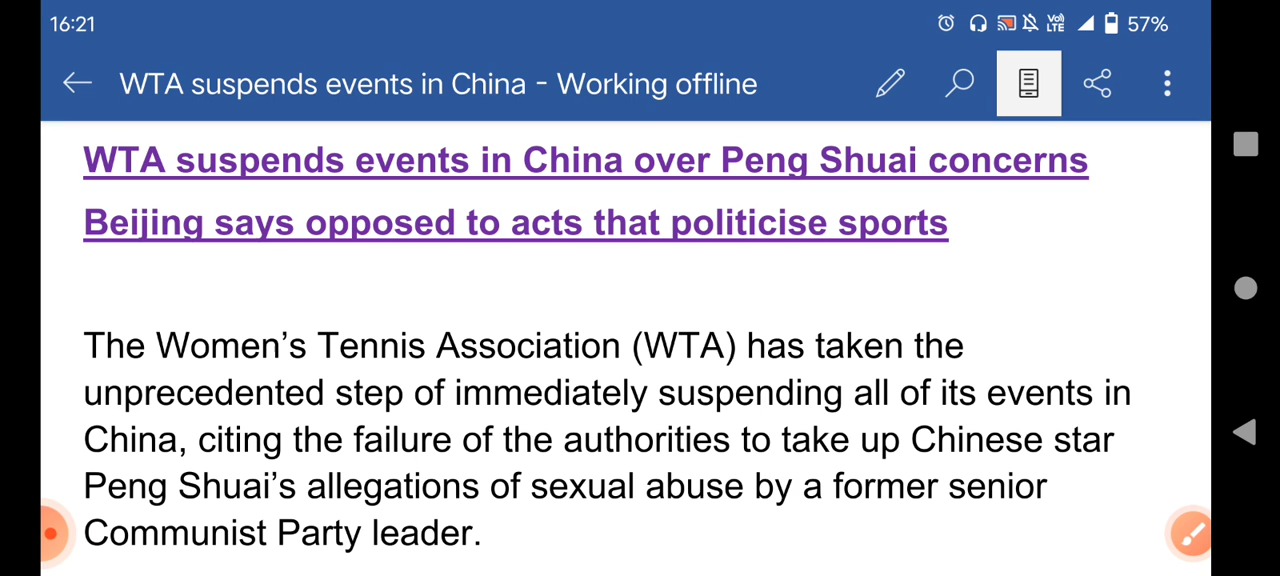 16:21
Vo)
LTE
57%
WTA suspends events in China - Working offline
WTA suspends events in China over Peng Shuai concerns
Beijing says opposed to acts that politicise sports
The Women’s Tennis Association (WTA) has taken the
unprecedented step of immediately suspending all of its events in
China, citing the failure of the authorities to take up Chinese star
Peng Shuai’s allegations of sexual abuse by a former senior
Communist Party leader.